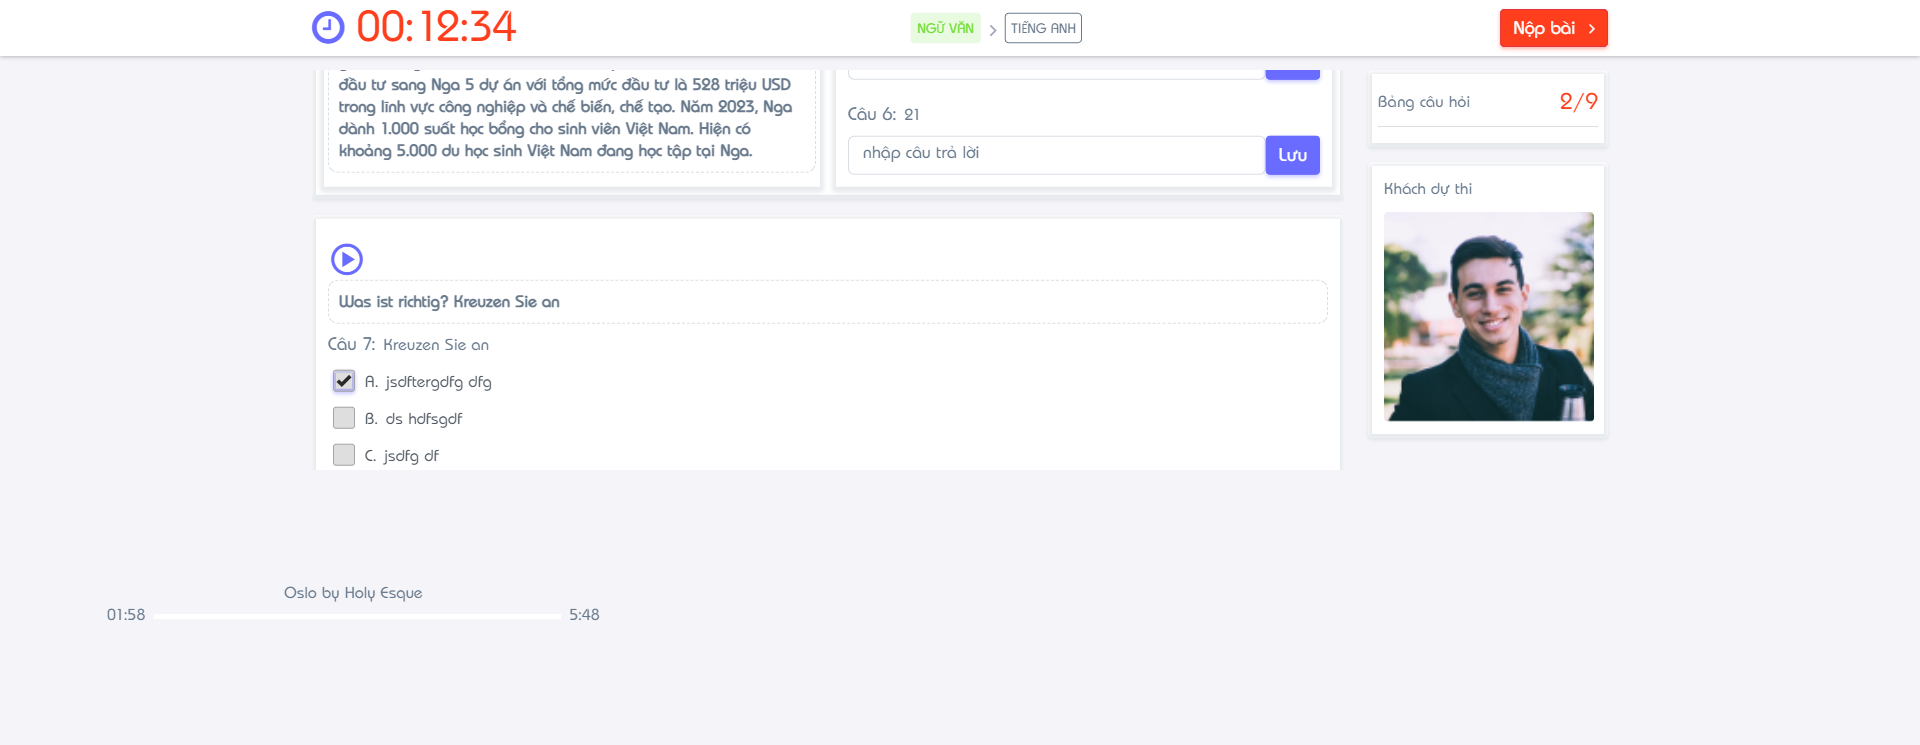 00:12:34
NGỮ VĂN
TIẾNG ANH
Nộp bài
đầu tư sang Nga 5 dự án với tổng mức đầu tư là 528 triệu USD
trong lĩnh vực công nghiệp và chế biến, chế tạo. Năm 2023, Nga
dành 1.000 suất học bổng cho sinh viên Việt Nam. Hiện có
khoảng 5.000 du học sinh Việt Nam đang học tập tại Nga.
Câu 6: 21
nhập câu trả lời
Lưu
Was ist richtig? Kreuzen Sie an
Câu 7: Kreuzen Sie an
A. jsdftergdfg dfg
B. ds hdfsgdf
C. jsdfg df
Bảng câu hỏi
2/9
Khách dự thi
Oslo by Holy Esque
01:58
5:48